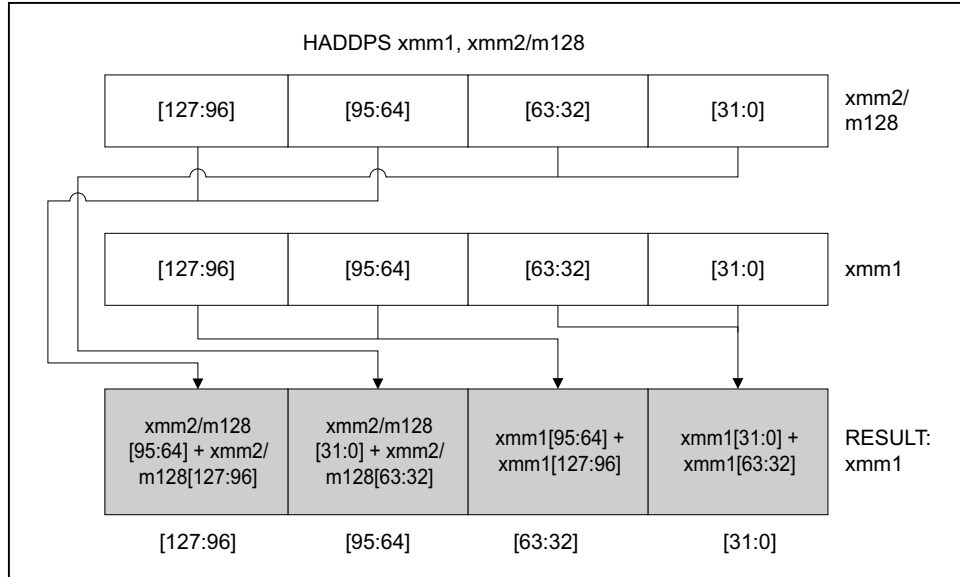 HADDPS xmm1, xmm2/m128
[127:96] [95:64] [63:32] [31:0]
xmm2/
m128
[127:96] [95:64] [63:32] [31:0] xmm1
xmm2/m128
[95:64] + xmm2/
m128[127:96]
xmm2/m128
[31:0] + xmm2/
m128[63:32]
xmm1[95:64] +
xmm1[127:96]
xmm1[31:0] +
xmm1[63:32]
RESULT:
xmm1
[127:96] [95:64] [63:32] [31:0]